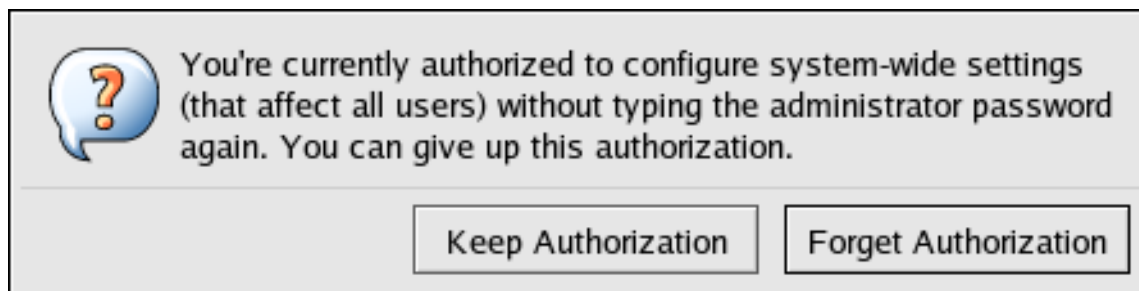 You're currently authorized to configure system-wide settings
(that affect all users) without typing the administrator password
again. You can give up this authorization.
Keep Authorization
Forget Authorization